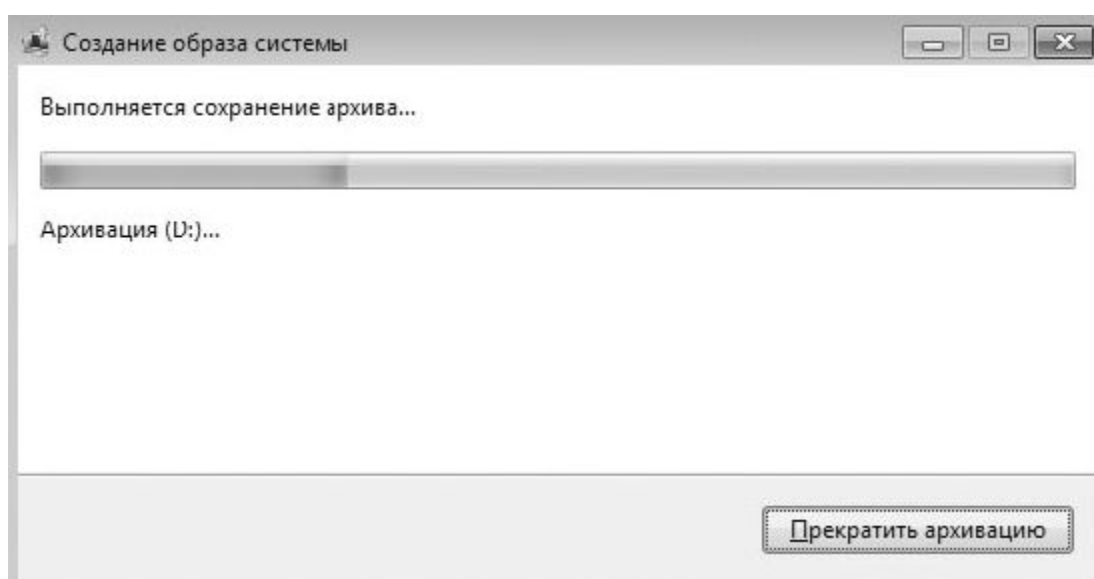 Создание образа системы
Выполняется сохранение архива...
Архивация (D:)...
Прекратить архивацию